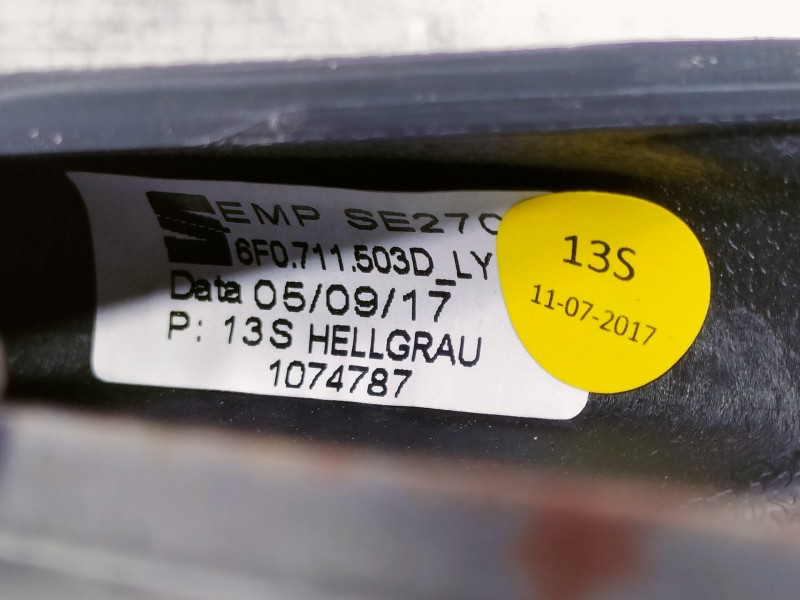 EMP SE270
6F0.711.503D_LY
Data 05/09/17
P: 13S HELLGRAU
1074787
13S
11-07-2017